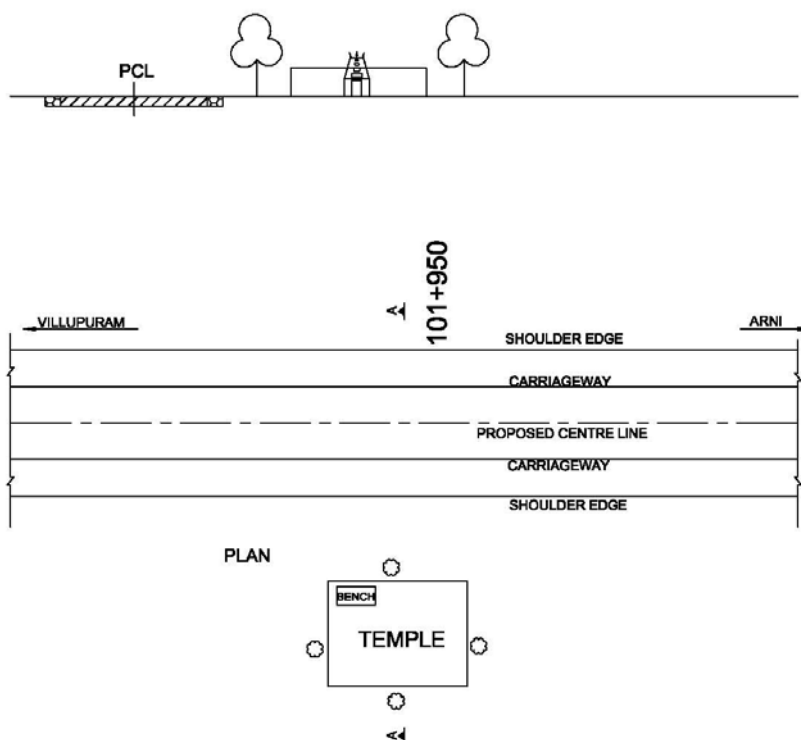 PCL
101+950
A
VILLUPURAM
ARNI
SHOULDER EDGE
CARRIAGEWAY
PROPOSED CENTRE LINE
CARRIAGEWAY
SHOULDER EDGE
PLAN
BENCH
TEMPLE
A